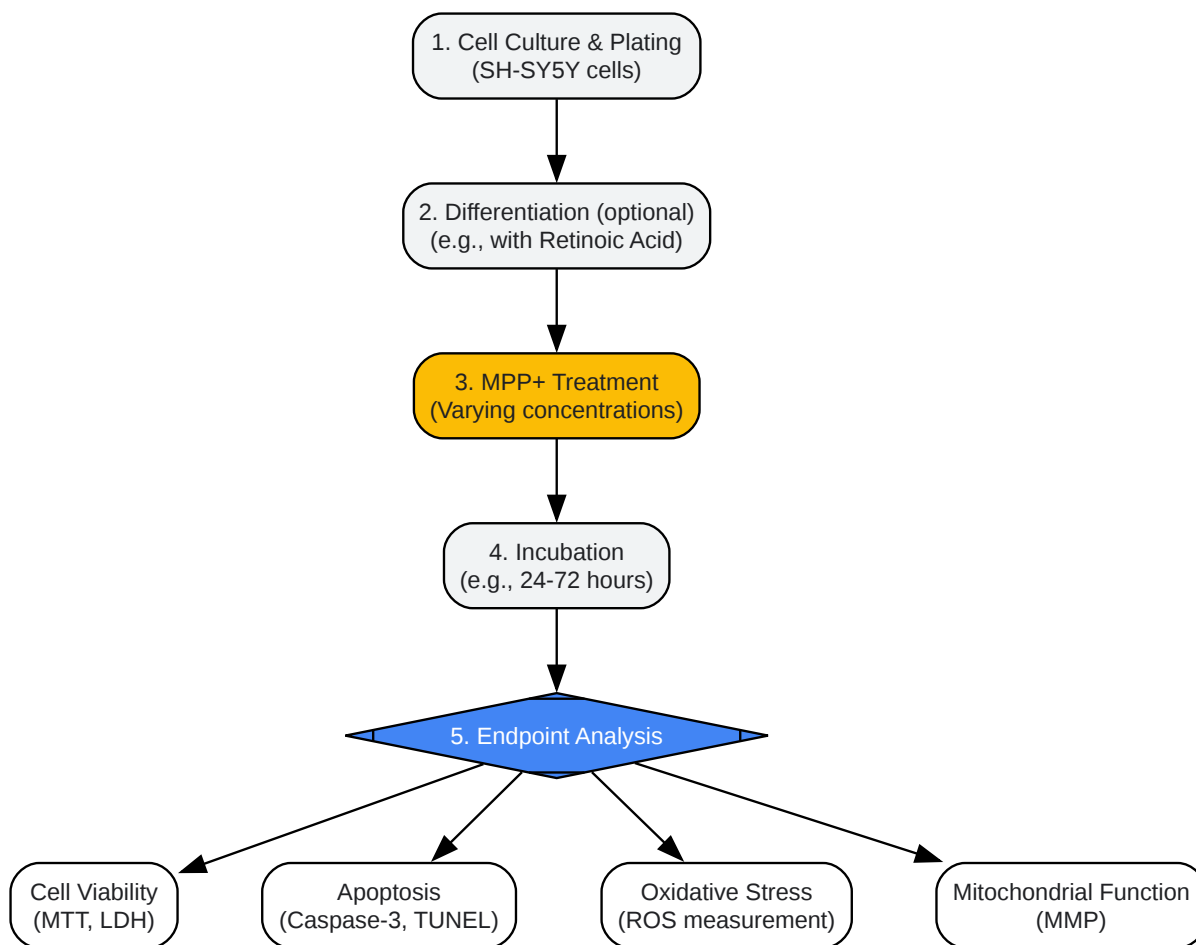 1. Cell Culture & Plating
(SH-SY5Y cells)
2. Differentiation (optional)
(e.g., with Retinoic Acid)
3. MPP+ Treatment
(Varying concentrations)
4. Incubation
(e.g., 24-72 hours)
5. Endpoint Analysis
Cell Viability
(MTT, LDH)
Apoptosis
(Caspase-3, TUNEL)
Oxidative Stress
(ROS measurement)
Mitochondrial Function
(MMP)